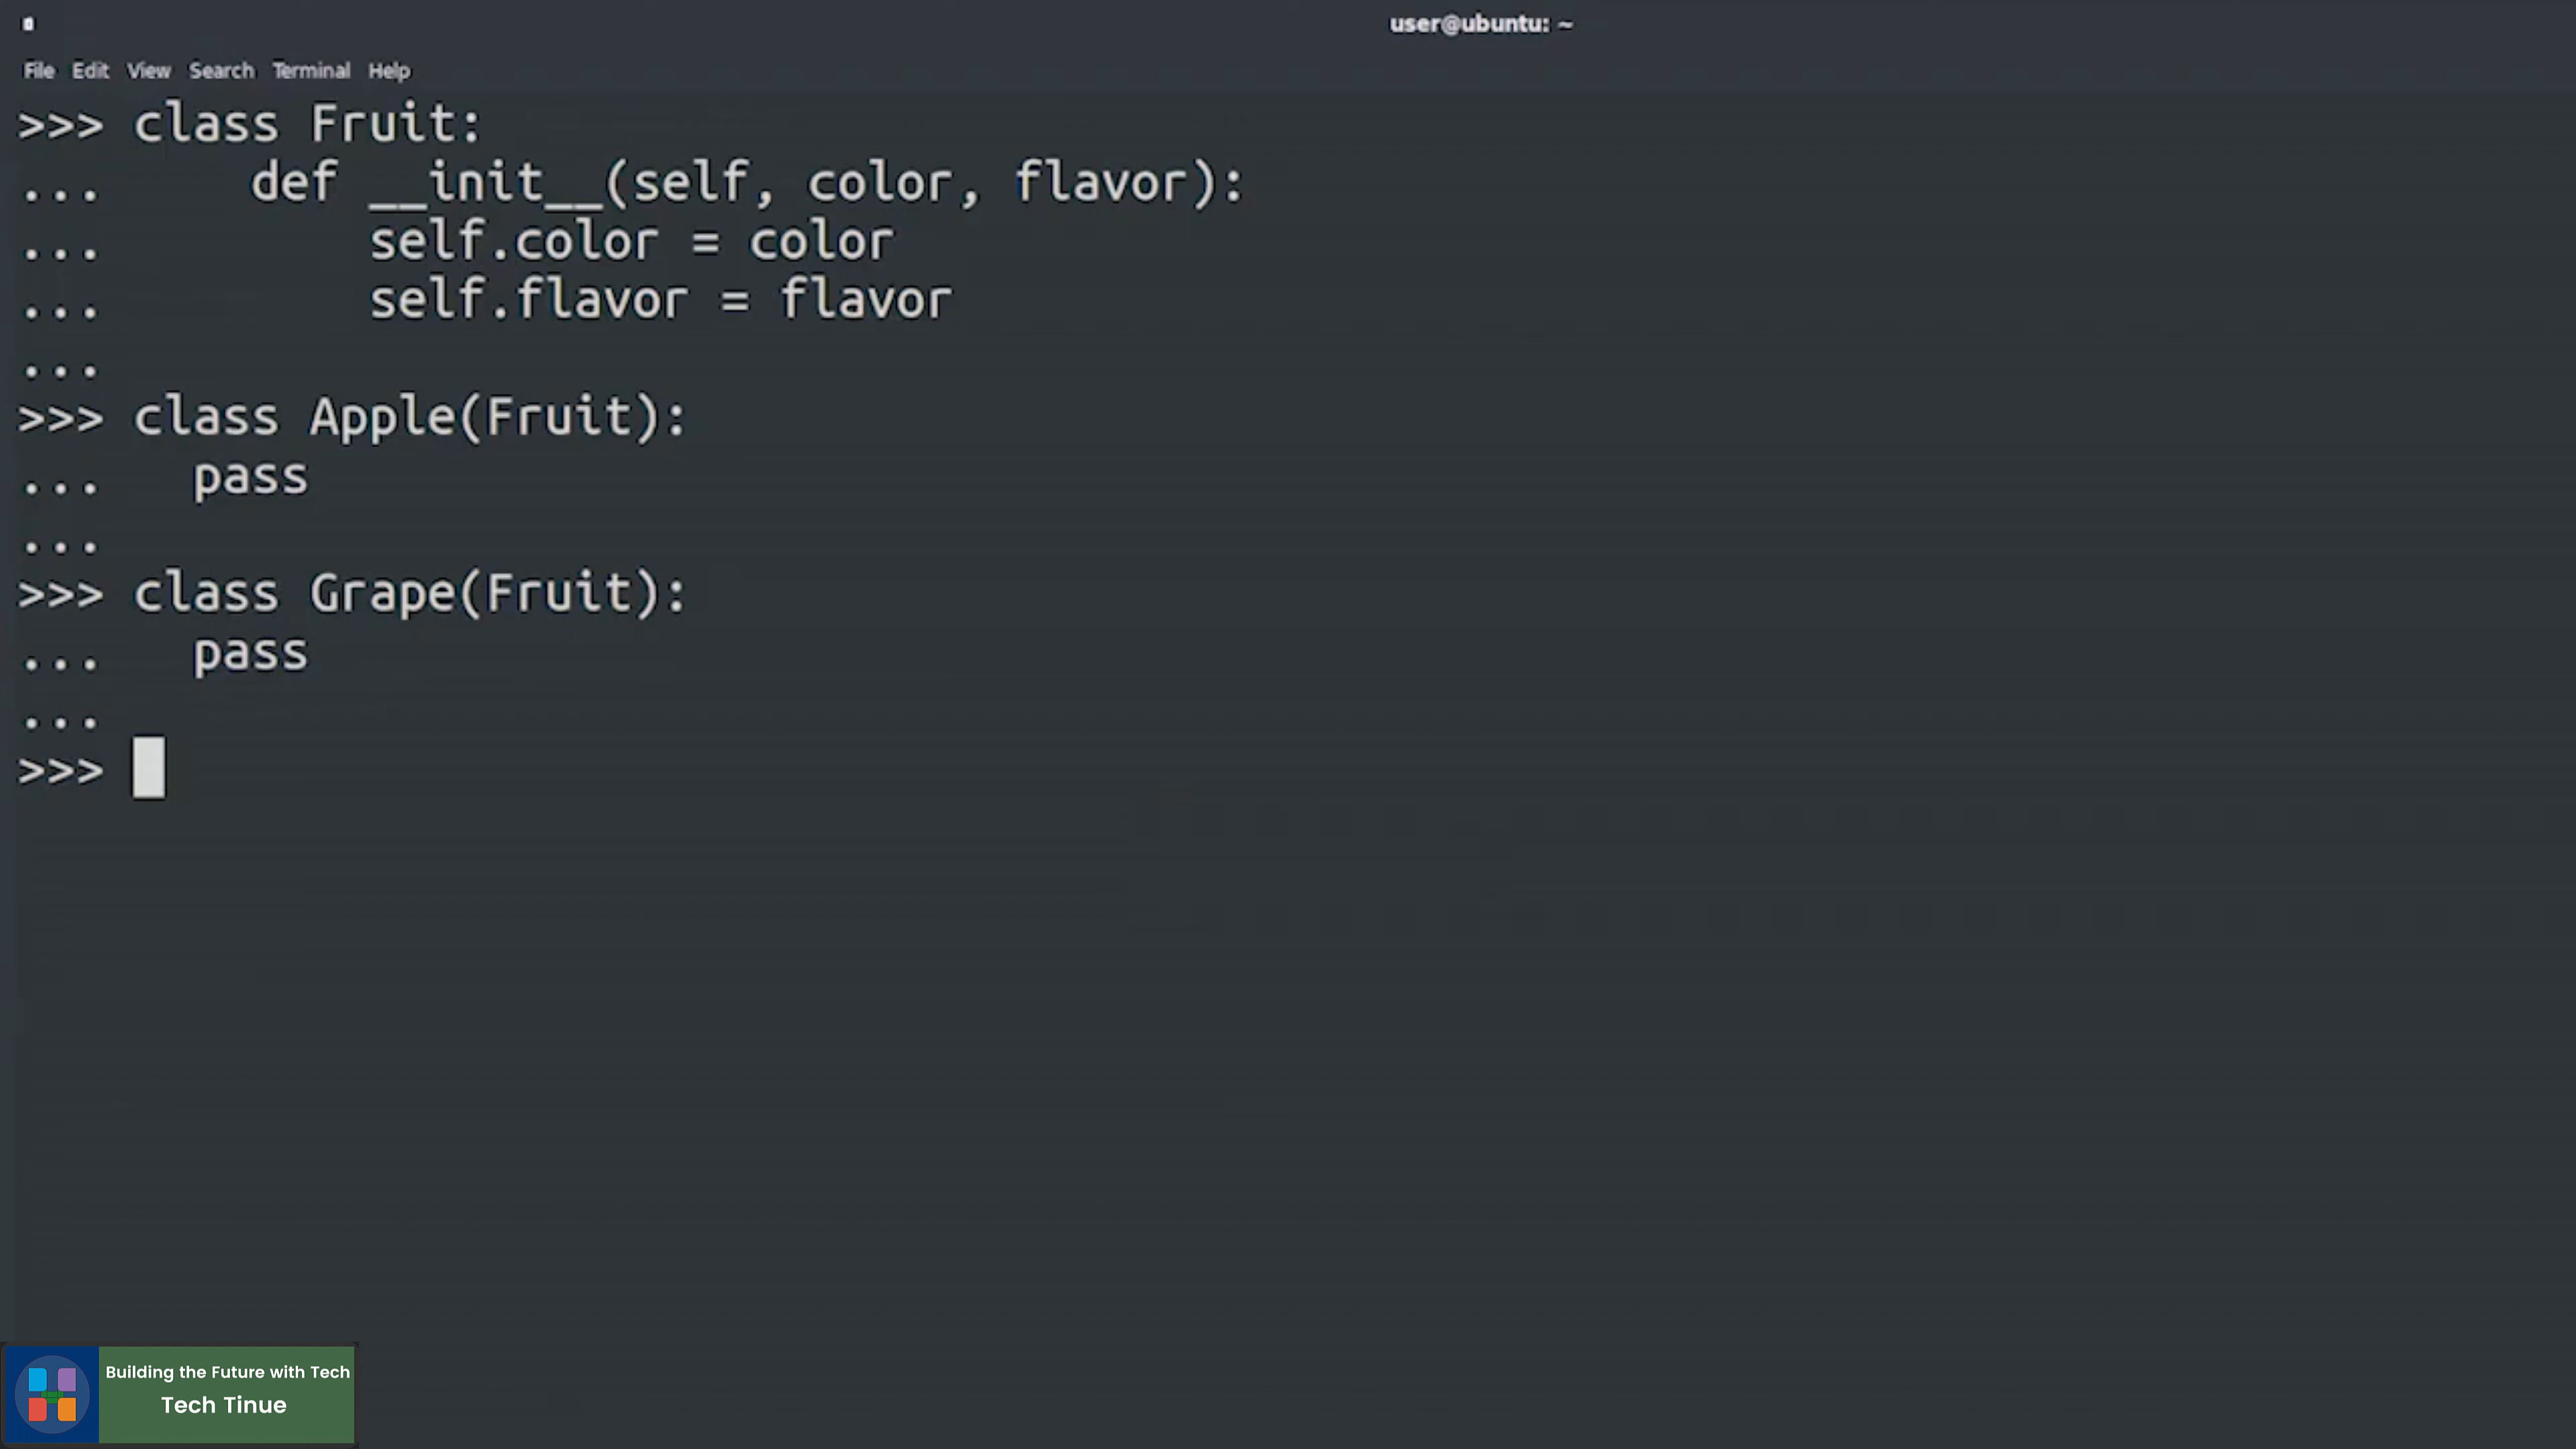 user@ubuntu: ~
File Edit View Search Terminal Help
>>> class Fruit:
...     def __init__(self, color, flavor):
...         self.color = color
...         self.flavor = flavor
...
>>> class Apple(Fruit):
...   pass
...
>>> class Grape(Fruit):
...   pass
...
>>>
Building the Future with Tech
Tech Tinue